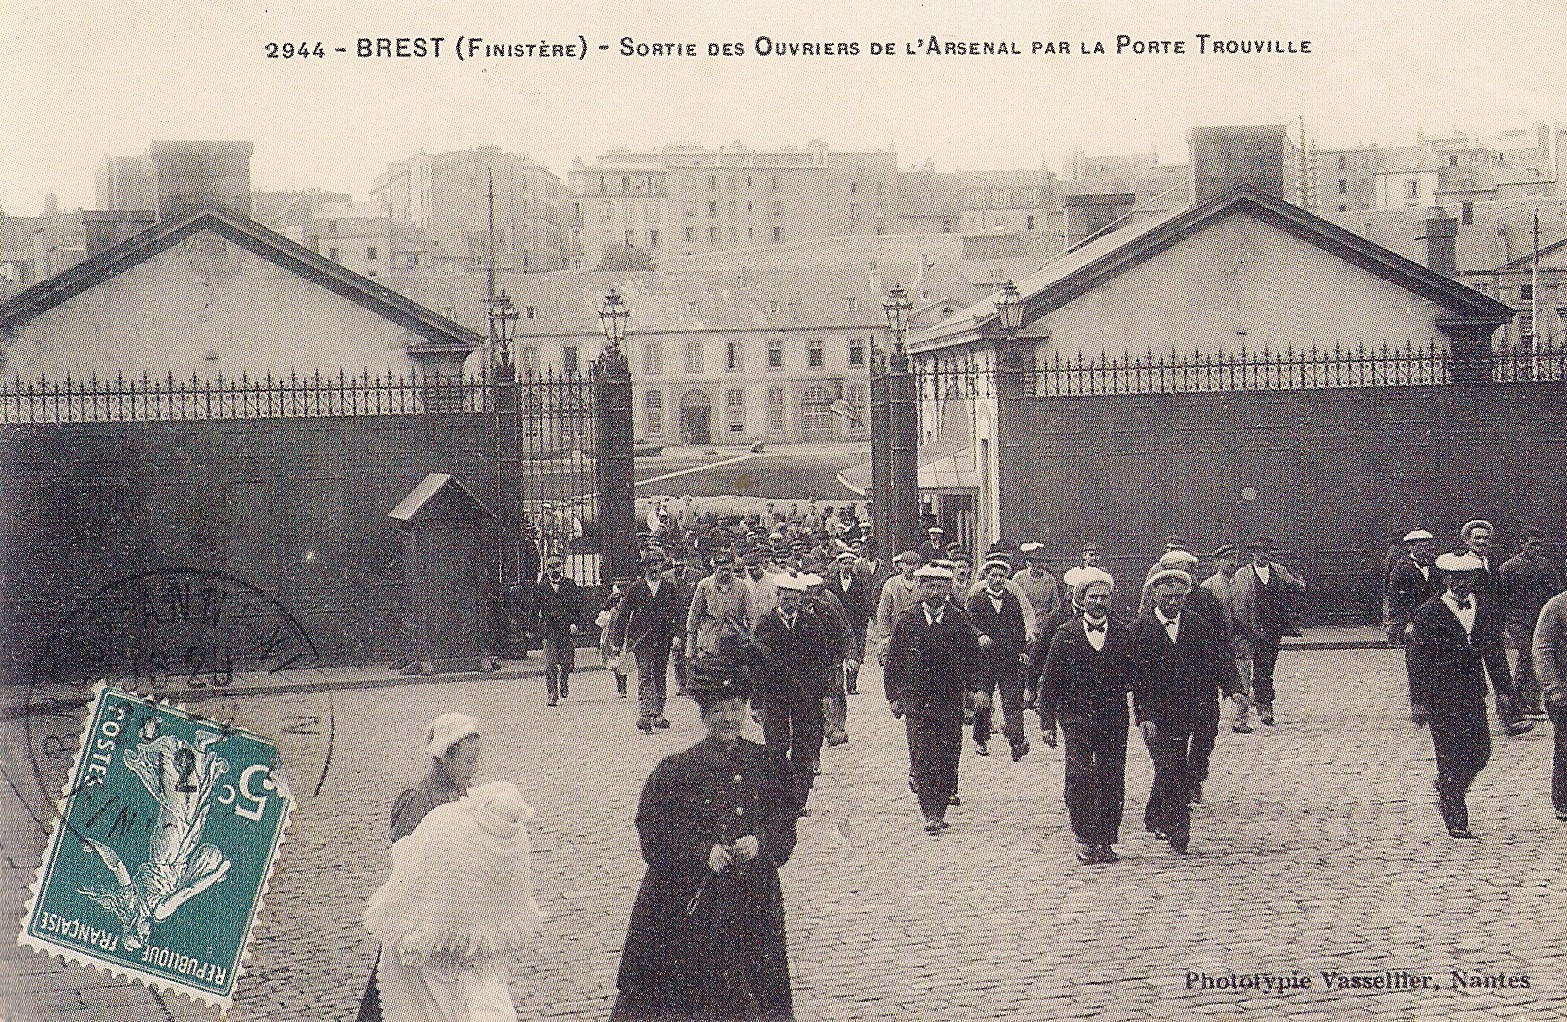 2944 - BREST (FINISTÈRE) - SORTIE DES OUVRIERS DE L'ARSENAL PAR LA PORTE TROUVILLE
POSTES
5c
12
REPUBLIQUE FRANÇAISE
Phototypie Vassellier, Nantes